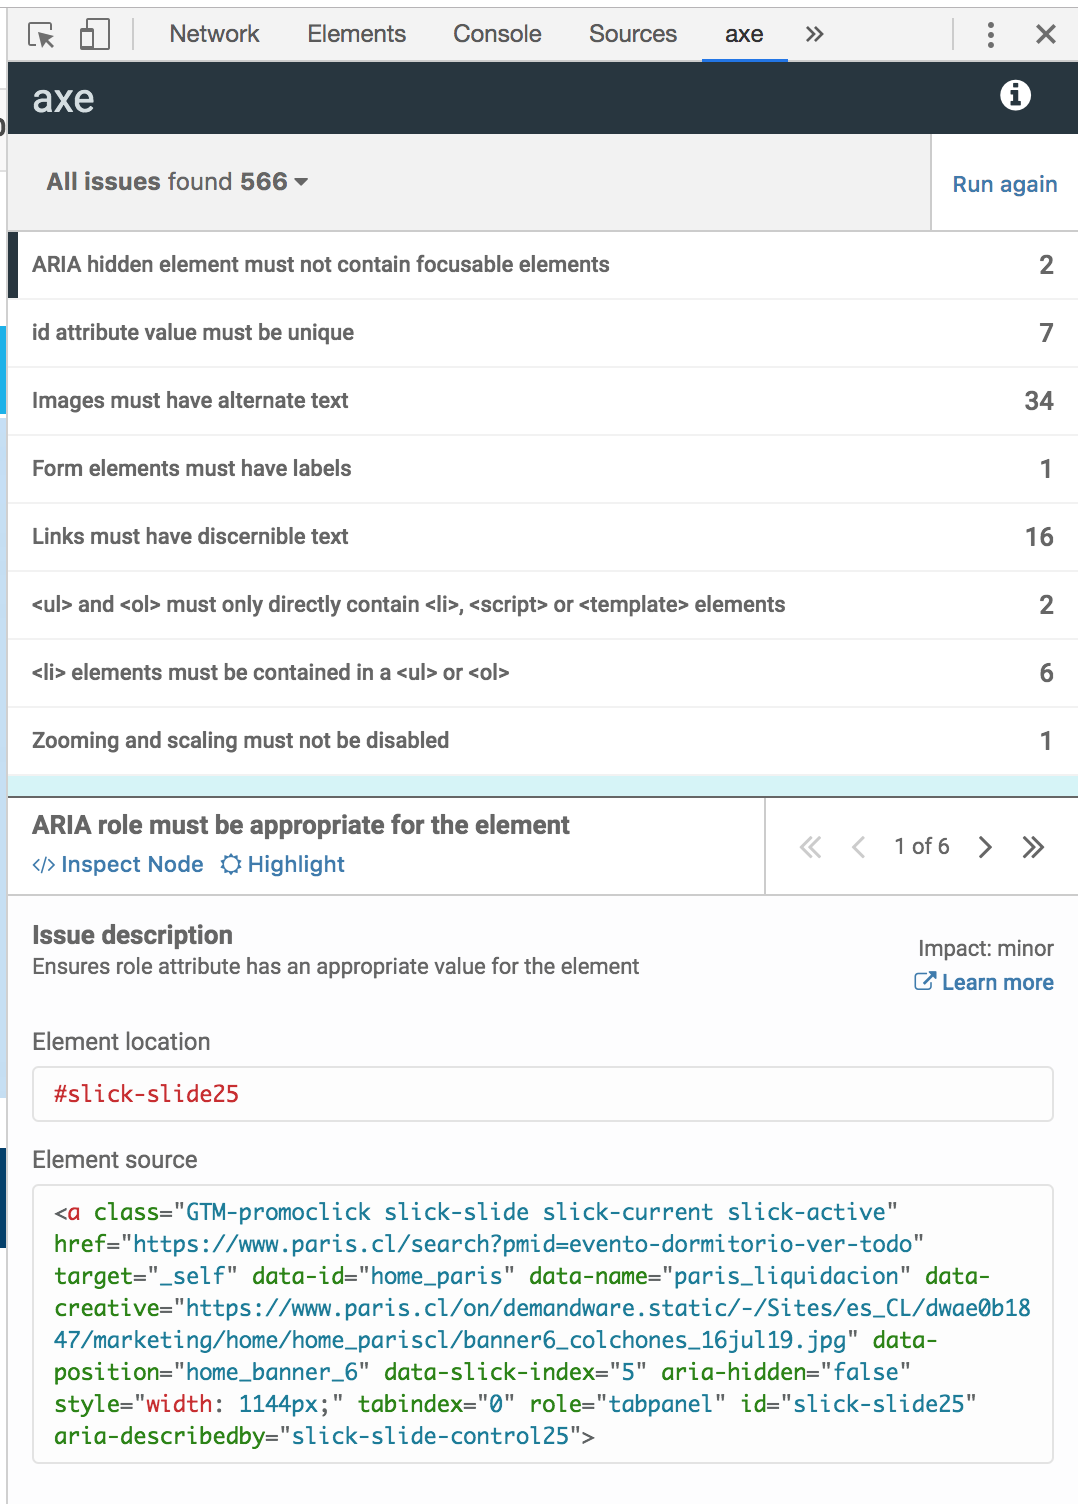 Network Elements Console Sources axe »
axe
All issues found 566
Run again
ARIA hidden element must not contain focusable elements 2
id attribute value must be unique 7
Images must have alternate text 34
Form elements must have labels 1
Links must have discernible text 16
<ul> and <ol> must only directly contain <li>, <script> or <template> elements 2
<li> elements must be contained in a <ul> or <ol> 6
Zooming and scaling must not be disabled 1
ARIA role must be appropriate for the element
</> Inspect Node Highlight
1 of 6
Issue description
Ensures role attribute has an appropriate value for the element
Impact: minor
Learn more
Element location
#slick-slide25
Element source
<a class="GTM-promoclick slick-slide slick-current slick-active"
href="https://www.paris.cl/search?pmid=evento-dormitorio-ver-todo"
target="_self" data-id="home_paris" data-name="paris_liquidacion" data-
creative="https://www.paris.cl/on/demandware.static/-/Sites/es_CL/dwae0b18
47/marketing/home/home_pariscl/banner6_colchones_16jul19.jpg" data-
position="home_banner_6" data-slick-index="5" aria-hidden="false"
style="width: 1144px;" tabindex="0" role="tabpanel" id="slick-slide25"
aria-describedby="slick-slide-control25">